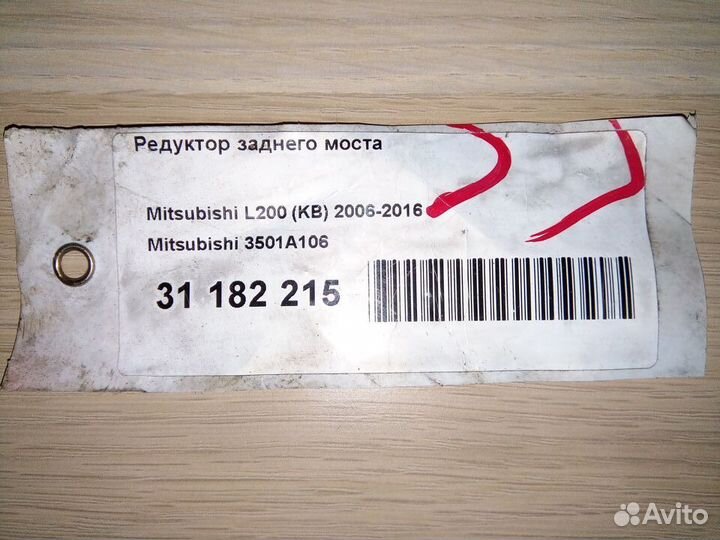 Редуктор заднего моста
Mitsubishi L200 (KB) 2006-2016
Mitsubishi 3501A106
31 182 215
Avito